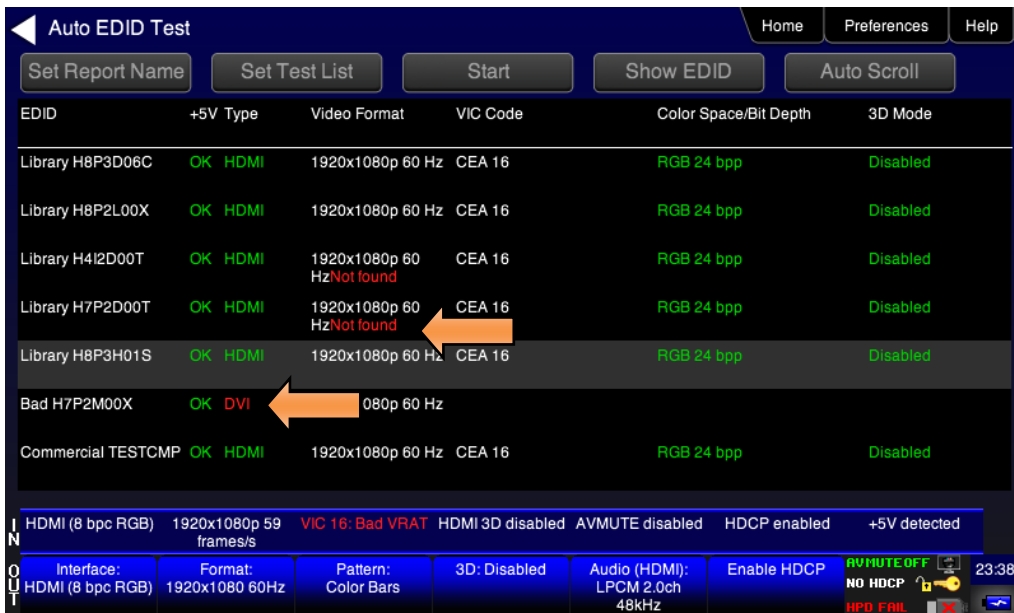 Auto EDID Test
Home
Preferences
Help
Set Report Name
Set Test List
Start
Show EDID
Auto Scroll
EDID +5V Type Video Format VIC Code Color Space/Bit Depth 3D Mode
Library H8P3D06C OK HDMI 1920x1080p 60 Hz CEA 16 RGB 24 bpp Disabled
Library H8P2L00X OK HDMI 1920x1080p 60 Hz CEA 16 RGB 24 bpp Disabled
Library H4I2D00T OK HDMI 1920x1080p 60 CEA 16 RGB 24 bpp Disabled
HzNot found
Library H7P2D00T OK HDMI 1920x1080p 60 CEA 16 RGB 24 bpp Disabled
HzNot found
Library H8P3H01S OK HDMI 1920x1080p 60 Hz CEA 16 RGB 24 bpp Disabled
Bad H7P2M00X OK DVI 080p 60 Hz
Commercial TESTCMP OK HDMI 1920x1080p 60 Hz CEA 16 RGB 24 bpp Disabled
IN
HDMI (8 bpc RGB)
1920x1080p 59
frames/s
VIC 16: Bad VRAT
HDMI 3D disabled
AVMUTE disabled
HDCP enabled
+5V detected
OUT
Interface:
HDMI (8 bpc RGB)
Format:
1920x1080 60Hz
Pattern:
Color Bars
3D: Disabled
Audio (HDMI):
LPCM 2.0ch
48kHz
Enable HDCP
AVMUTEOFF
NO HDCP
HPD FAIL
23:38